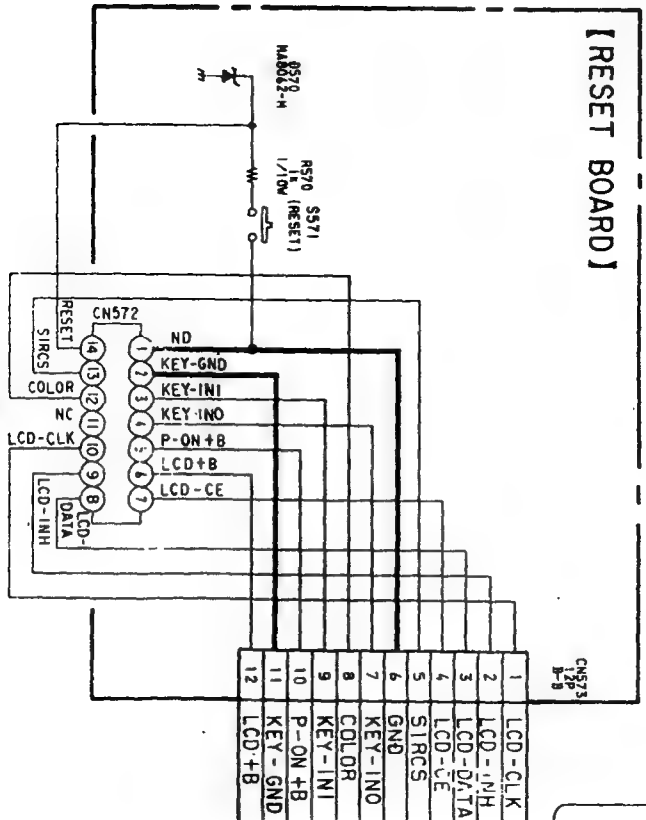 [RESET BOARD]
D570
MA8062-M
R570
1k
1/10W
S571
(RESET)
CN572
RESET
SIRCS
COLOR
NC
LCD-CLK
LCD-INH
LCD-
DATA
14
13
12
11
10
9
8
1
2
3
4
5
6
7
ND
KEY-GND
KEY-IN1
KEY-IN0
P-ON+B
LCD+B
LCD-CE
CN573
12P
B-B
12 LCD+B
11 KEY-GND
10 P-ON+B
9 KEY-IN1
8 COLOR
7 KEY-IN0
6 GND
5 SIRCS
4 LCD-CE
3 LCD-DATA
2 LCD-INH
1 LCD-CLK